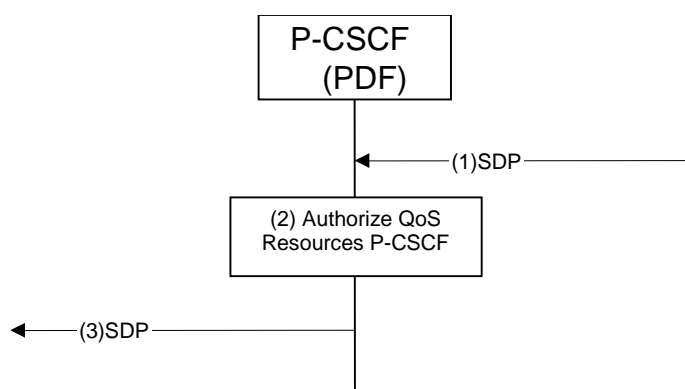 P-CSCF
(PDF)
(1)SDP
(2) Authorize QoS
Resources P-CSCF
(3)SDP